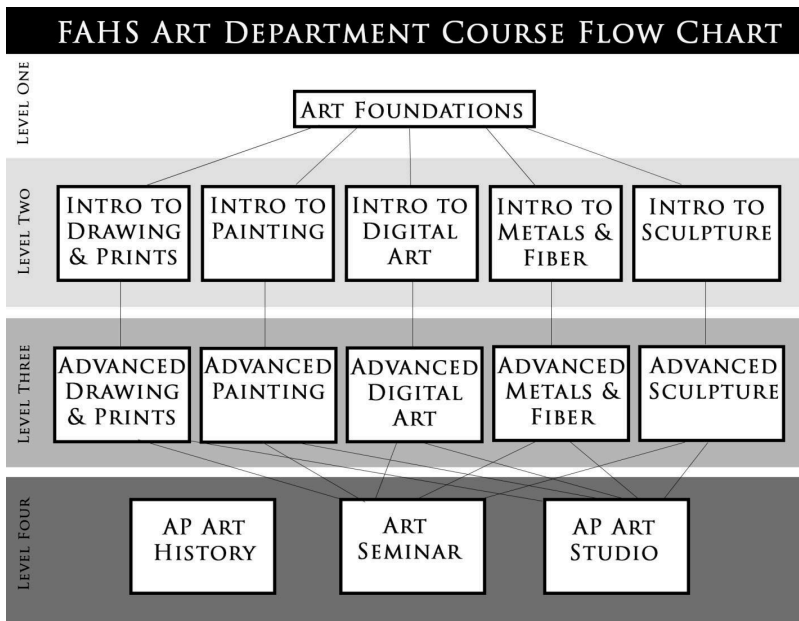 FAHS Art Department Course Flow Chart
Level One
Art Foundations
Level Two
Intro to
Drawing
& Prints
Intro to
Painting
Intro to
Digital
Art
Intro to
Metals &
Fiber
Intro to
Sculpture
Level Three
Advanced
Drawing
& Prints
Advanced
Painting
Advanced
Digital
Art
Advanced
Metals &
Fiber
Advanced
Sculpture
Level Four
AP Art
History
Art
Seminar
AP Art
Studio